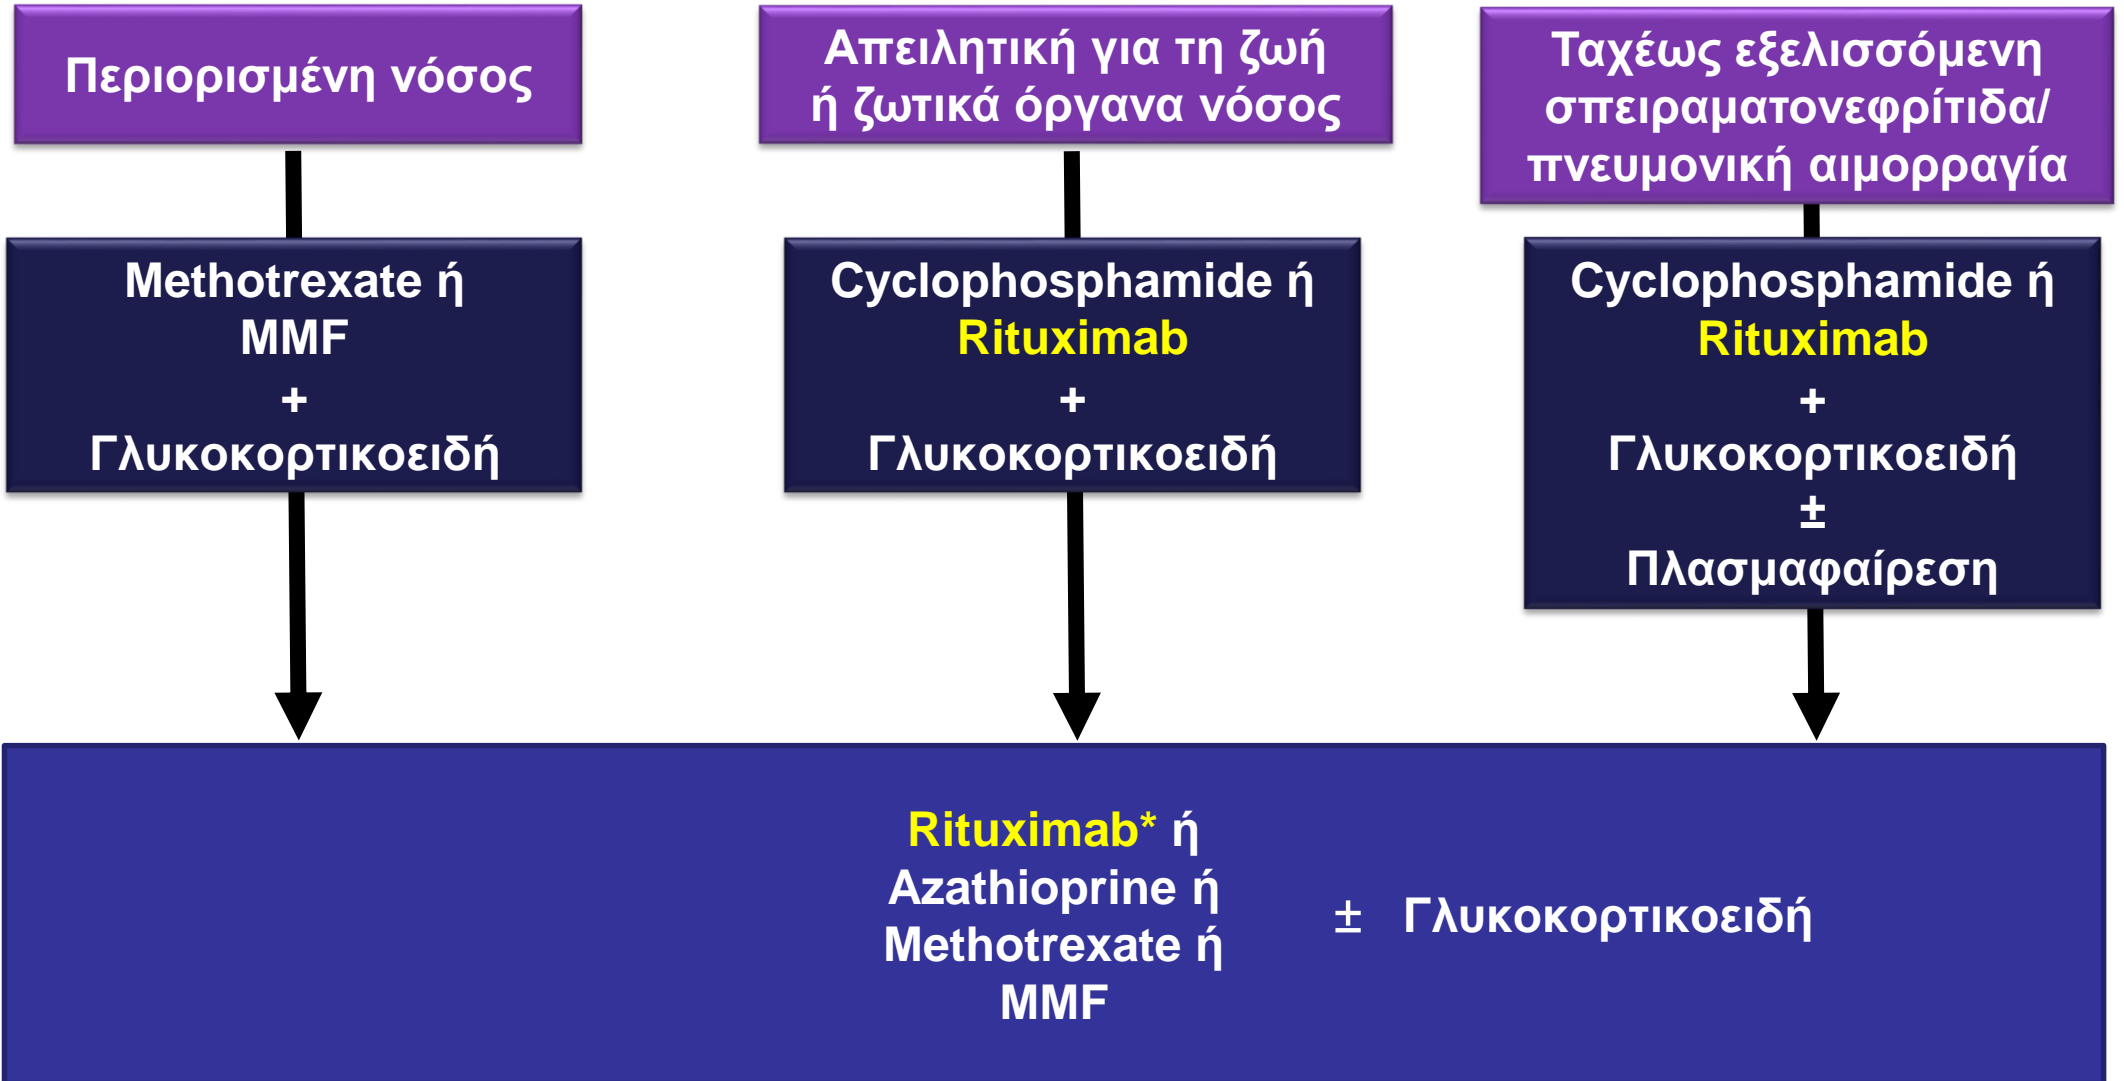 Περιορισμένη νόσος
Απειλητική για τη ζωή
ή ζωτικά όργανα νόσος
Ταχέως εξελισσόμενη
σπειραματονεφρίτιδα/
πνευμονική αιμορραγία
Methotrexate ή
MMF
+
Γλυκοκορτικοειδή
Cyclophosphamide ή
Rituximab
+
Γλυκοκορτικοειδή
Cyclophosphamide ή
Rituximab
+
Γλυκοκορτικοειδή
±
Πλασμαφαίρεση
Rituximab* ή
Azathioprine ή
Methotrexate ή
MMF
± Γλυκοκορτικοειδή